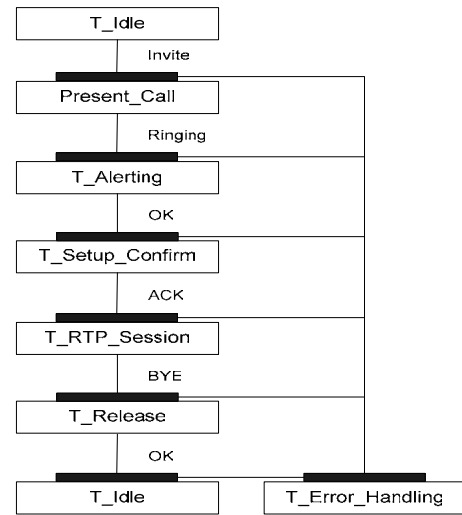 T_Idle
Invite
Present_Call
Ringing
T_Alerting
OK
T_Setup_Confirm
ACK
T_RTP_Session
BYE
T_Release
OK
T_Idle
T_Error_Handling